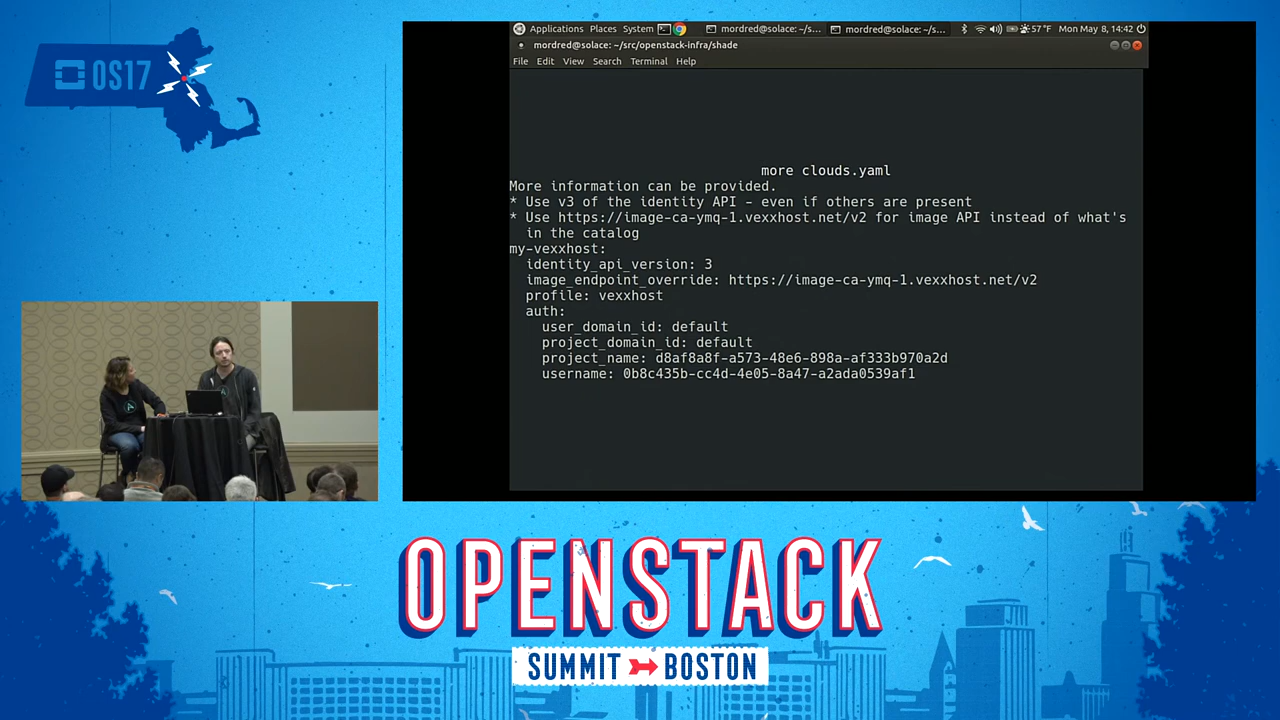 OS17
Applications Places System mordred@solace: ~/s... mordred@solace: ~/s... 57 °F Mon May 8, 14:42
mordred@solace: ~/src/openstack-infra/shade
File Edit View Search Terminal Help
more clouds.yaml
More information can be provided.
* Use v3 of the identity API - even if others are present
* Use https://image-ca-ymq-1.vexxhost.net/v2 for image API instead of what's
in the catalog
my-vexxhost:
identity_api_version: 3
image_endpoint_override: https://image-ca-ymq-1.vexxhost.net/v2
profile: vexxhost
auth:
user_domain_id: default
project_domain_id: default
project_name: d8af8a8f-a573-48e6-898a-af333b970a2d
username: 0b8c435b-cc4d-4e05-8a47-a2ada0539af1
OPENSTACK
SUMMIT BOSTON